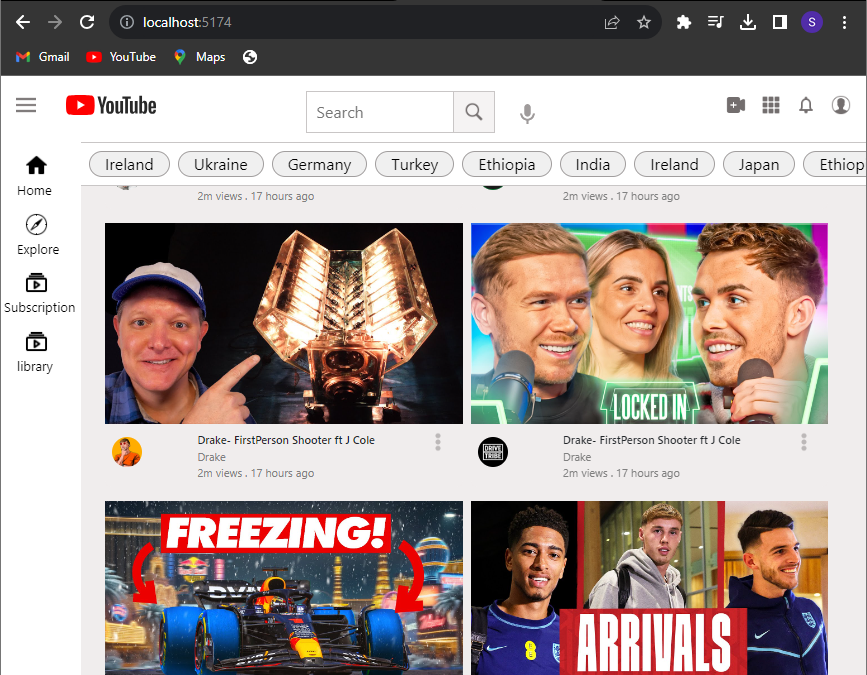 localhost:5174
S
Gmail
YouTube
Maps
YouTube
Search
Ireland
Ukraine
Germany
Turkey
Ethiopia
India
Ireland
Japan
Ethiop
Home
Explore
Subscription
library
2m views . 17 hours ago
2m views . 17 hours ago
LOCKED IN
Drake- FirstPerson Shooter ft J Cole
Drake
2m views . 17 hours ago
DRIVE
TRIBE
Drake- FirstPerson Shooter ft J Cole
Drake
2m views . 17 hours ago
FREEZING!
ARRIVALS